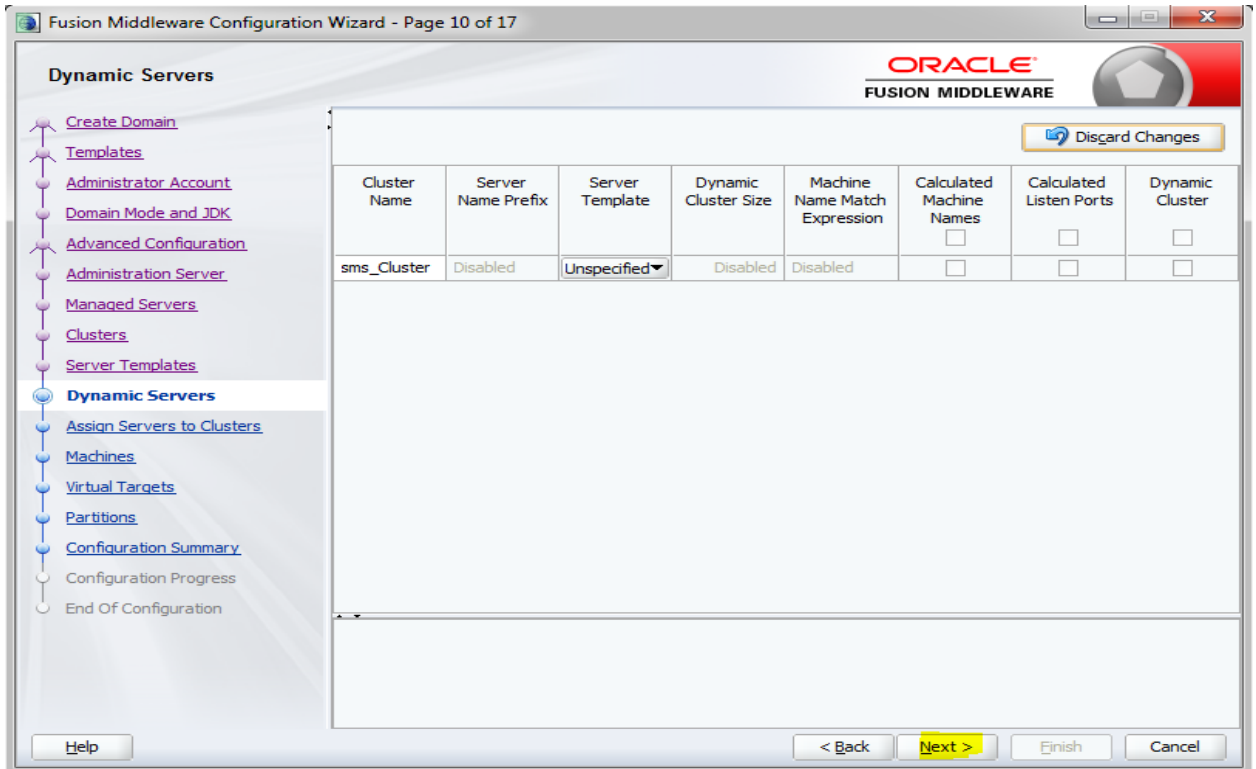 Fusion Middleware Configuration Wizard - Page 10 of 17
Dynamic Servers
ORACLE
FUSION MIDDLEWARE
Create Domain
Templates
Administrator Account
Domain Mode and JDK
Advanced Configuration
Administration Server
Managed Servers
Clusters
Server Templates
Dynamic Servers
Assign Servers to Clusters
Machines
Virtual Targets
Partitions
Configuration Summary
Configuration Progress
End Of Configuration
Discard Changes
Cluster Name Server Name Prefix Server Template Dynamic Cluster Size Machine Name Match Expression Calculated Machine Names Calculated Listen Ports Dynamic Cluster
sms_Cluster Disabled Unspecified Disabled Disabled
Help < Back Next > Finish Cancel